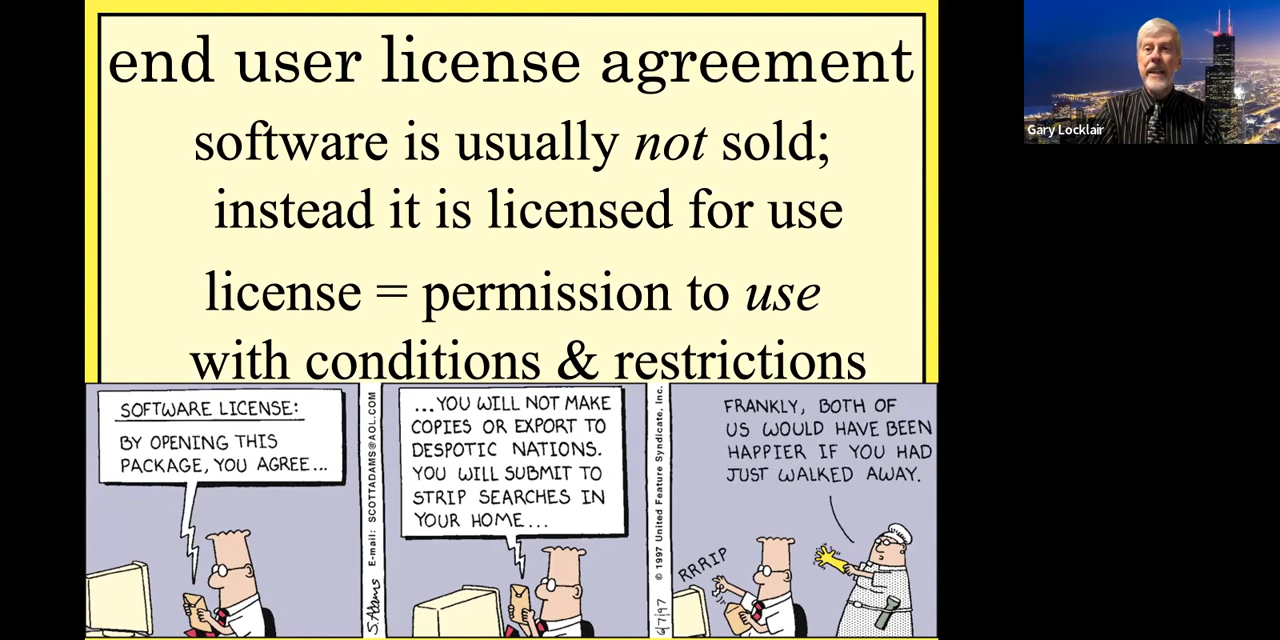 end user license agreement
software is usually not sold;
instead it is licensed for use
license = permission to use
with conditions & restrictions
SOFTWARE LICENSE:
BY OPENING THIS
PACKAGE, YOU AGREE...
E-mail: SCOTTADAMS@AOL.COM
S.Adams
...YOU WILL NOT MAKE
COPIES OR EXPORT TO
DESPOTIC NATIONS.
YOU WILL SUBMIT TO
STRIP SEARCHES IN
YOUR HOME...
© 1997 United Feature Syndicate, Inc.
6/7/97
FRANKLY, BOTH OF
US WOULD HAVE BEEN
HAPPIER IF YOU HAD
JUST WALKED AWAY.
RRRIP
Gary Locklair